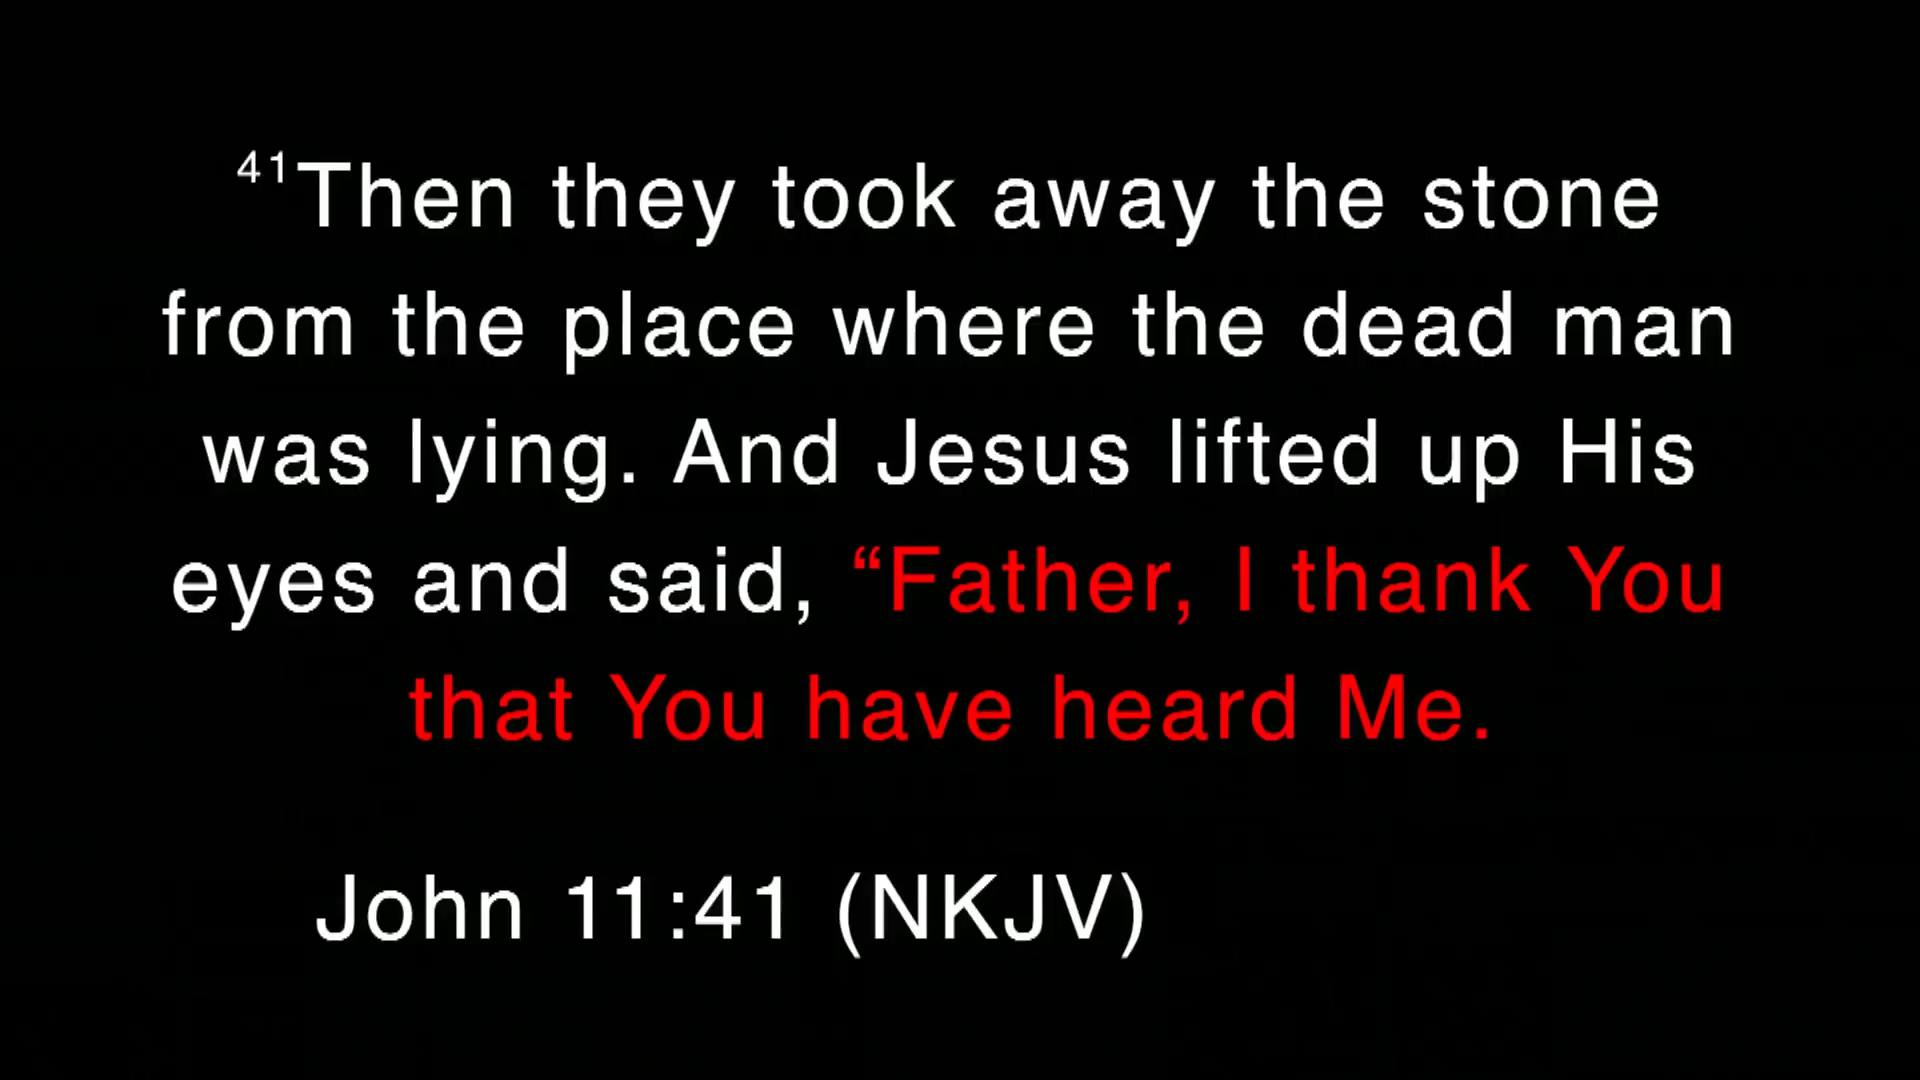 41Then they took away the stone
from the place where the dead man
was lying. And Jesus lifted up His
eyes and said, “Father, I thank You
that You have heard Me.
John 11:41 (NKJV)